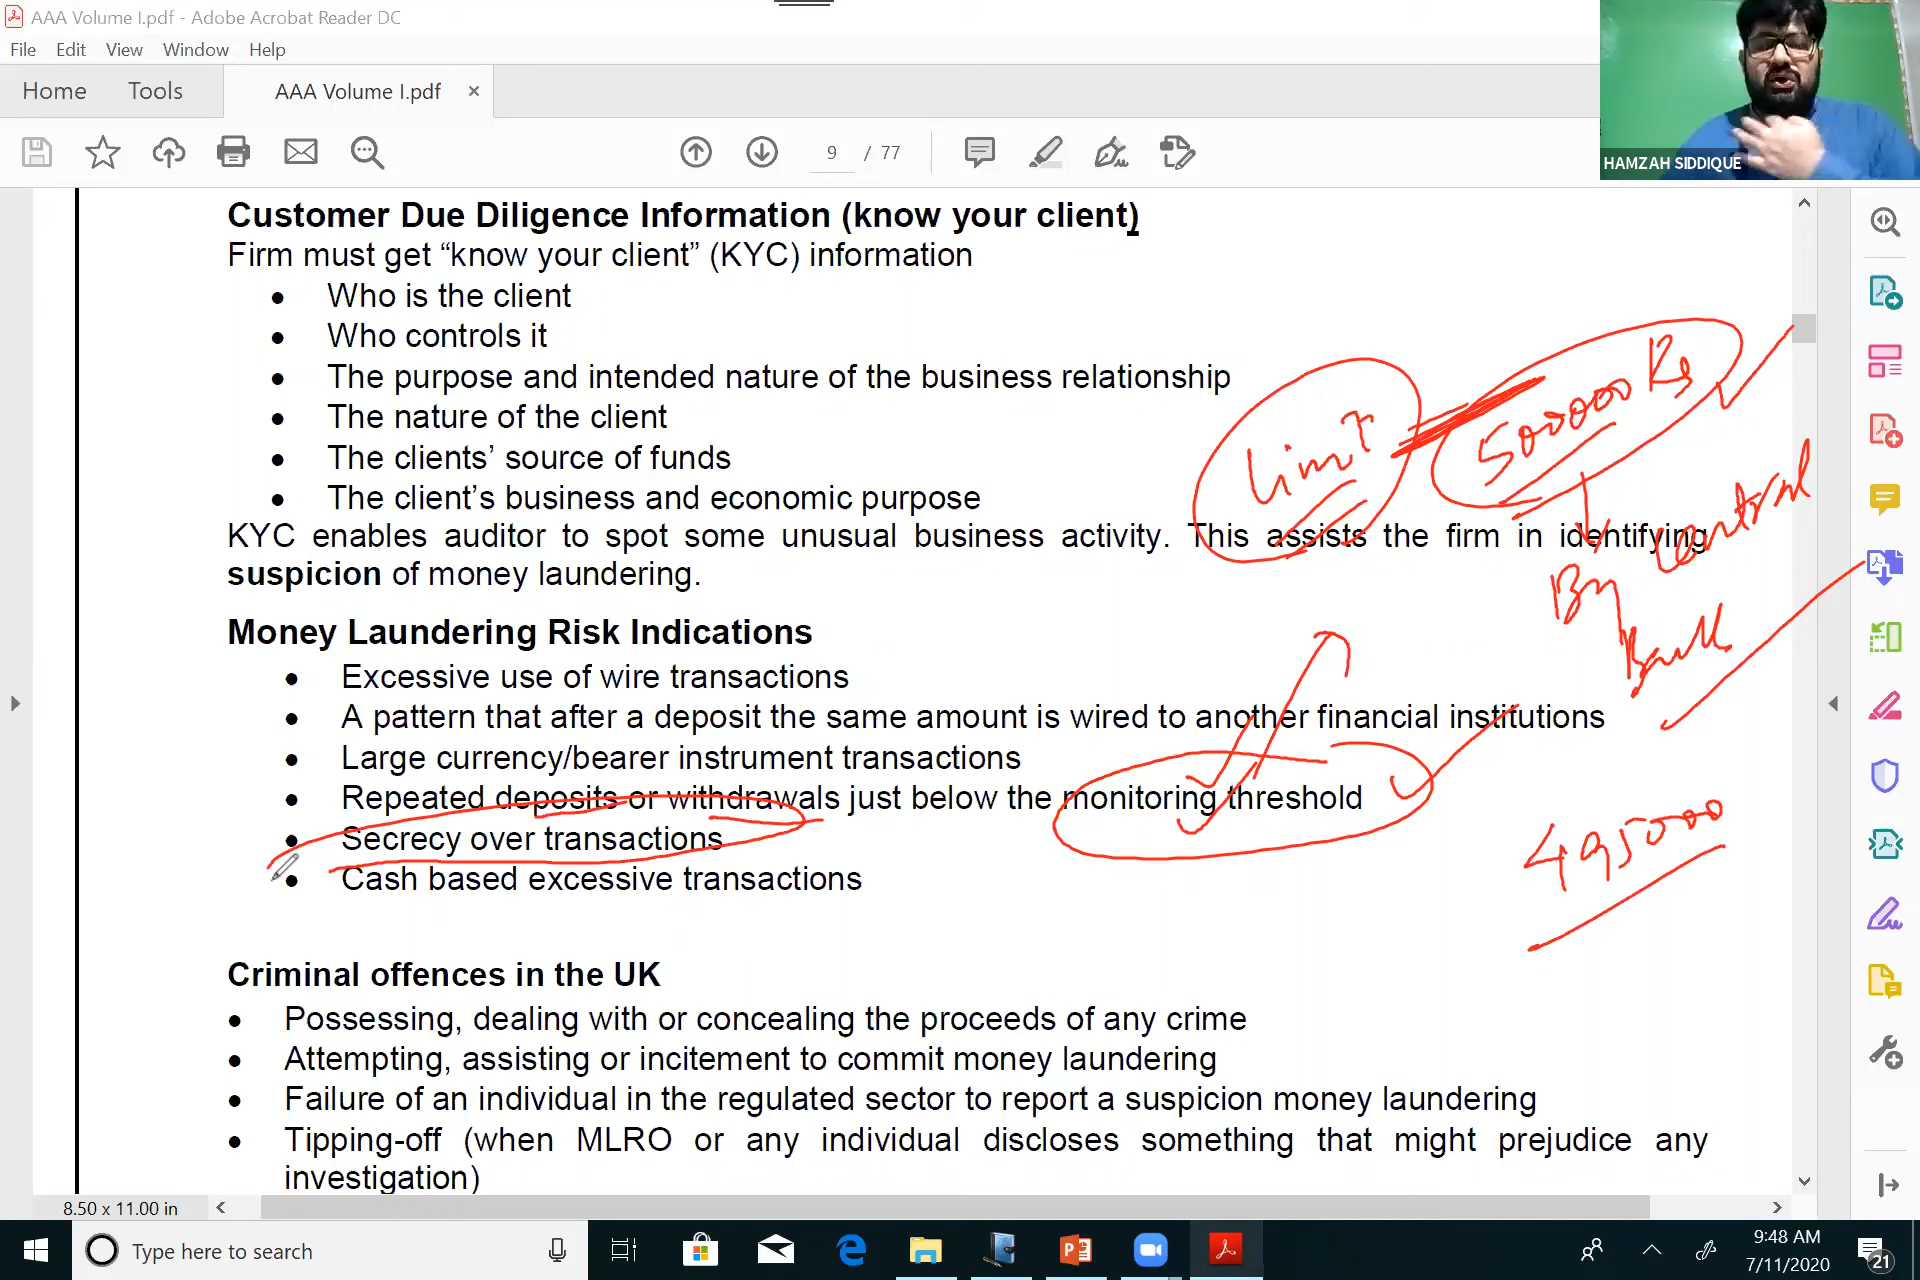 AAA Volume I.pdf - Adobe Acrobat Reader DC
File Edit View Window Help
Home Tools AAA Volume I.pdf ×
9 / 77
HAMZAH SIDDIQUE
Customer Due Diligence Information (know your client)
Firm must get “know your client” (KYC) information
• Who is the client
• Who controls it
• The purpose and intended nature of the business relationship
• The nature of the client
• The clients’ source of funds
• The client’s business and economic purpose
KYC enables auditor to spot some unusual business activity. This assists the firm in identifying
suspicion of money laundering.
Limit
500000 Rs
By Central
Bank
Money Laundering Risk Indications
• Excessive use of wire transactions
• A pattern that after a deposit the same amount is wired to another financial institutions
• Large currency/bearer instrument transactions
• Repeated deposits or withdrawals just below the monitoring threshold
• Secrecy over transactions
• Cash based excessive transactions
495000
Criminal offences in the UK
• Possessing, dealing with or concealing the proceeds of any crime
• Attempting, assisting or incitement to commit money laundering
• Failure of an individual in the regulated sector to report a suspicion money laundering
• Tipping-off (when MLRO or any individual discloses something that might prejudice any
investigation)
8.50 x 11.00 in
Type here to search
9:48 AM
7/11/2020
21